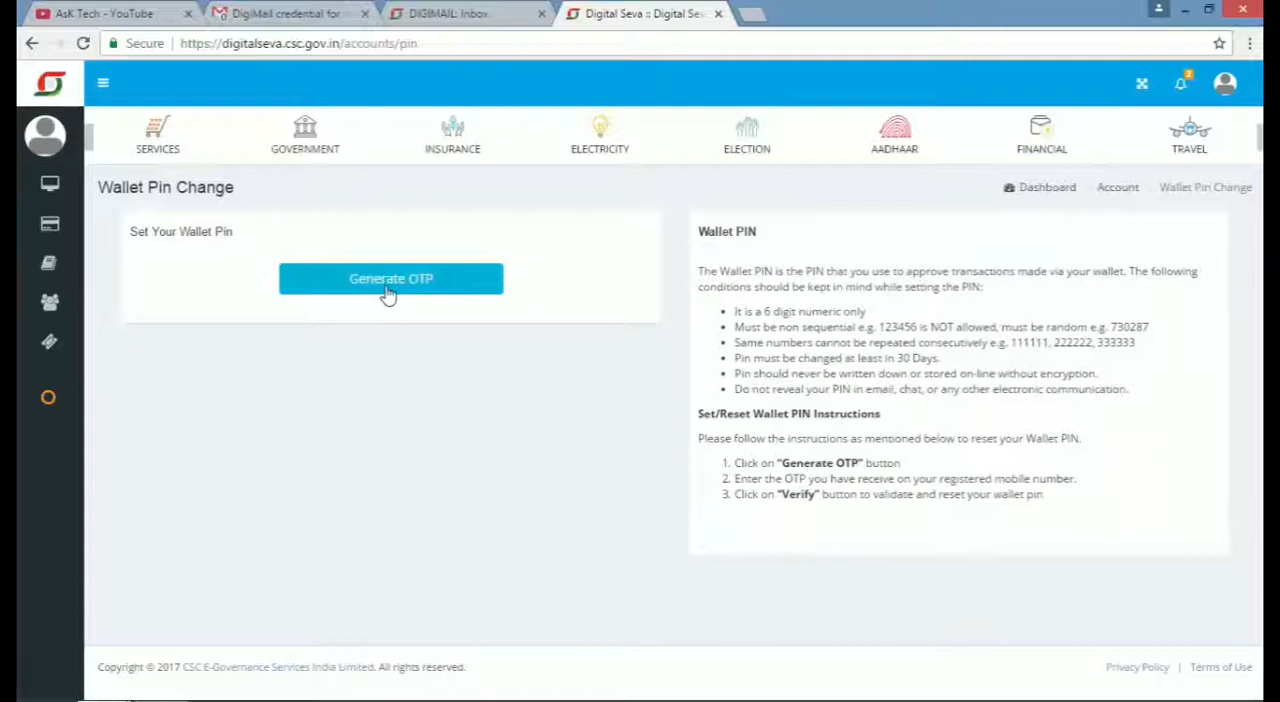 AsK Tech - YouTube
DigiMail credential for
DIGIMAIL: Inbox
Digital Seva :: Digital Se
Secure
https://digitalseva.csc.gov.in/accounts/pin
2
SERVICES
GOVERNMENT
INSURANCE
ELECTRICITY
ELECTION
AADHAAR
FINANCIAL
TRAVEL
Wallet Pin Change
Dashboard Account Wallet Pin Change
Set Your Wallet Pin
Generate OTP
Wallet PIN
The Wallet PIN is the PIN that you use to approve transactions made via your wallet. The following
conditions should be kept in mind while setting the PIN:
• It is a 6 digit numeric only
• Must be non sequential e.g. 123456 is NOT allowed, must be random e.g. 730287
• Same numbers cannot be repeated consecutively e.g. 111111, 222222, 333333
• Pin must be changed at least in 30 Days.
• Pin should never be written down or stored on-line without encryption.
• Do not reveal your PIN in email, chat, or any other electronic communication.
Set/Reset Wallet PIN Instructions
Please follow the instructions as mentioned below to reset your Wallet PIN.
1. Click on "Generate OTP" button
2. Enter the OTP you have receive on your registered mobile number.
3. Click on "Verify" button to validate and reset your wallet pin
Copyright © 2017 CSC E-Governance Services India Limited. All rights reserved.
Privacy Policy | Terms of Use